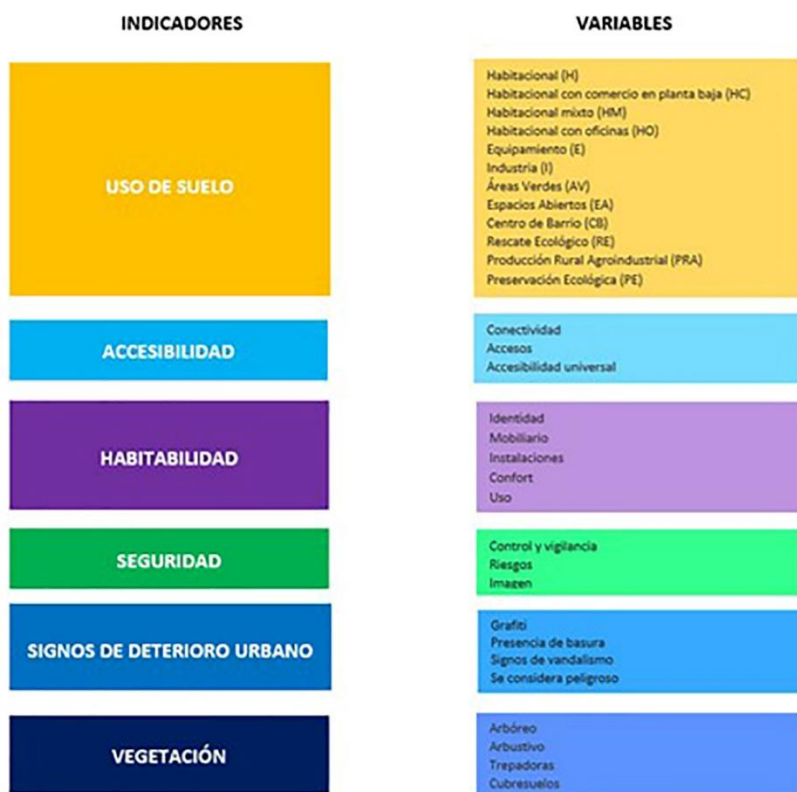 INDICADORES
VARIABLES
USO DE SUELO
Habitacional (H)
Habitacional con comercio en planta baja (HC)
Habitacional mixto (HM)
Habitacional con oficinas (HO)
Equipamiento (E)
Industria (I)
Áreas Verdes (AV)
Espacios Abiertos (EA)
Centro de Barrio (CB)
Rescate Ecológico (RE)
Producción Rural Agroindustrial (PRA)
Preservación Ecológica (PE)
ACCESIBILIDAD
Conectividad
Accesos
Accesibilidad universal
HABITABILIDAD
Identidad
Mobiliario
Instalaciones
Confort
Uso
SEGURIDAD
Control y vigilancia
Riesgos
Imagen
SIGNOS DE DETERIORO URBANO
Grafiti
Presencia de basura
Signos de vandalismo
Se considera peligroso
VEGETACIÓN
Arbóreo
Arbustivo
Trepadoras
Cubresuelos